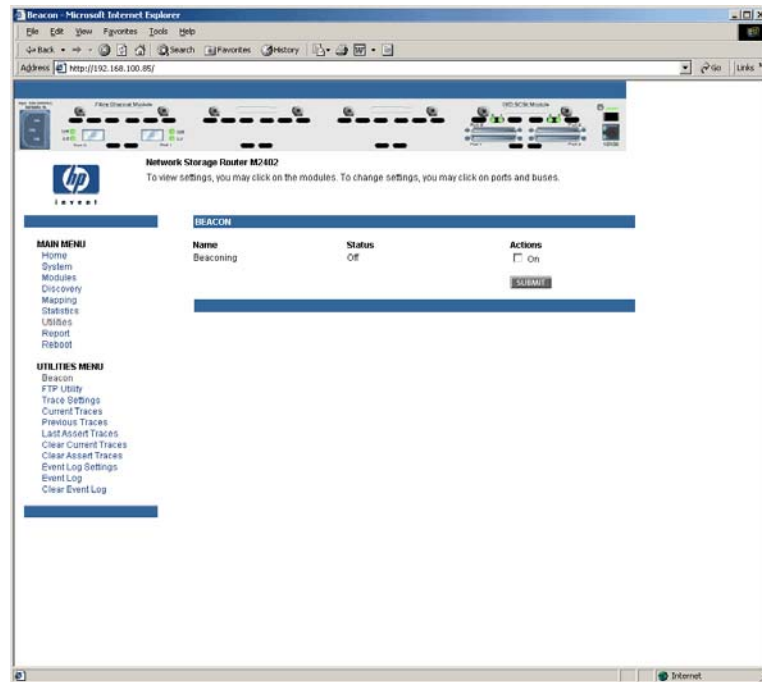 Beacon - Microsoft Internet Explorer
File Edit View Favorites Tools Help
Back Search Favorites History
Address http://192.168.100.85/ Go Links
Fibre Channel Module
Network Storage Router M2402
To view settings, you may click on the modules. To change settings, you may click on ports and buses.
hp
invent
BEACON
Name Status Actions
Beaconing Off On
SUBMIT
MAIN MENU
Home
System
Modules
Discovery
Mapping
Statistics
Utilities
Report
Reboot
UTILITIES MENU
Beacon
FTP Utility
Trace Settings
Current Traces
Previous Traces
Last Assert Traces
Clear Current Traces
Clear Assert Traces
Event Log Settings
Event Log
Clear Event Log
Internet